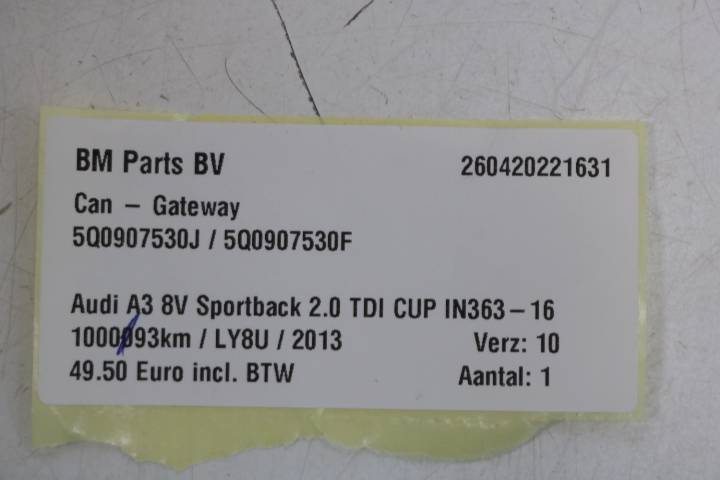 BM Parts BV 260420221631
Can – Gateway
5Q0907530J / 5Q0907530F
Audi A3 8V Sportback 2.0 TDI CUP IN363–16
1000093km / LY8U / 2013 Verz: 10
49.50 Euro incl. BTW Aantal: 1